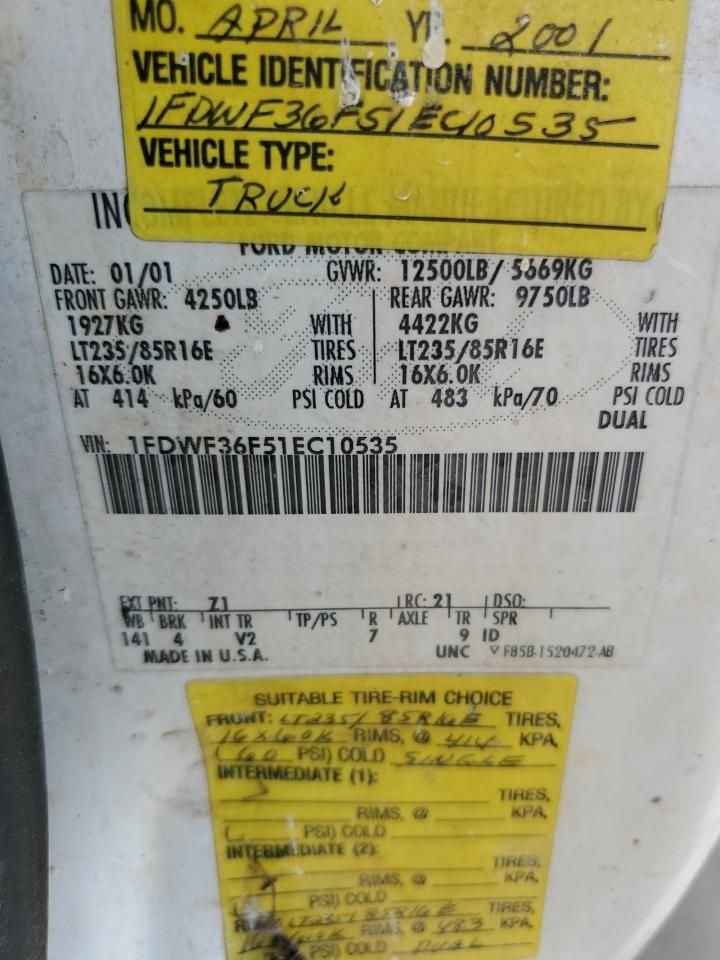 MO. APRIL YR. 2001
VEHICLE IDENTIFICATION NUMBER:
1FDWF36F51EC10535
VEHICLE TYPE:
TRUCK
FORD MOTOR COMPANY
DATE: 01/01 GVWR: 12500LB/ 5669KG
FRONT GAWR: 4250LB REAR GAWR: 9750LB
1927KG WITH 4422KG WITH
LT235/85R16E TIRES LT235/85R16E TIRES
16X6.0K RIMS 16X6.0K RIMS
AT 414 kPa/60 PSI COLD AT 483 kPa/70 PSI COLD
DUAL
VIN: 1FDWF36F51EC10535
EXT PNT: Z1 RC: 21 DSO:
WB BRK INT TR TP/PS R AXLE TR SPR
141 4 V2 7 9 ID
MADE IN U.S.A. UNC F85B-1520472-AB
SUITABLE TIRE-RIM CHOICE
FRONT: LT235/85R16E TIRES,
16X6.0K RIMS, @ 414 KPA,
(60 PSI) COLD SINGLE
INTERMEDIATE (1):
TIRES,
RIMS, @ KPA,
( PSI) COLD
INTERMEDIATE (2):
TIRES,
RIMS, @ KPA,
( PSI) COLD
LT235/85R16E TIRES,
RIMS, @ 483 KPA,
PSI) COLD DUAL